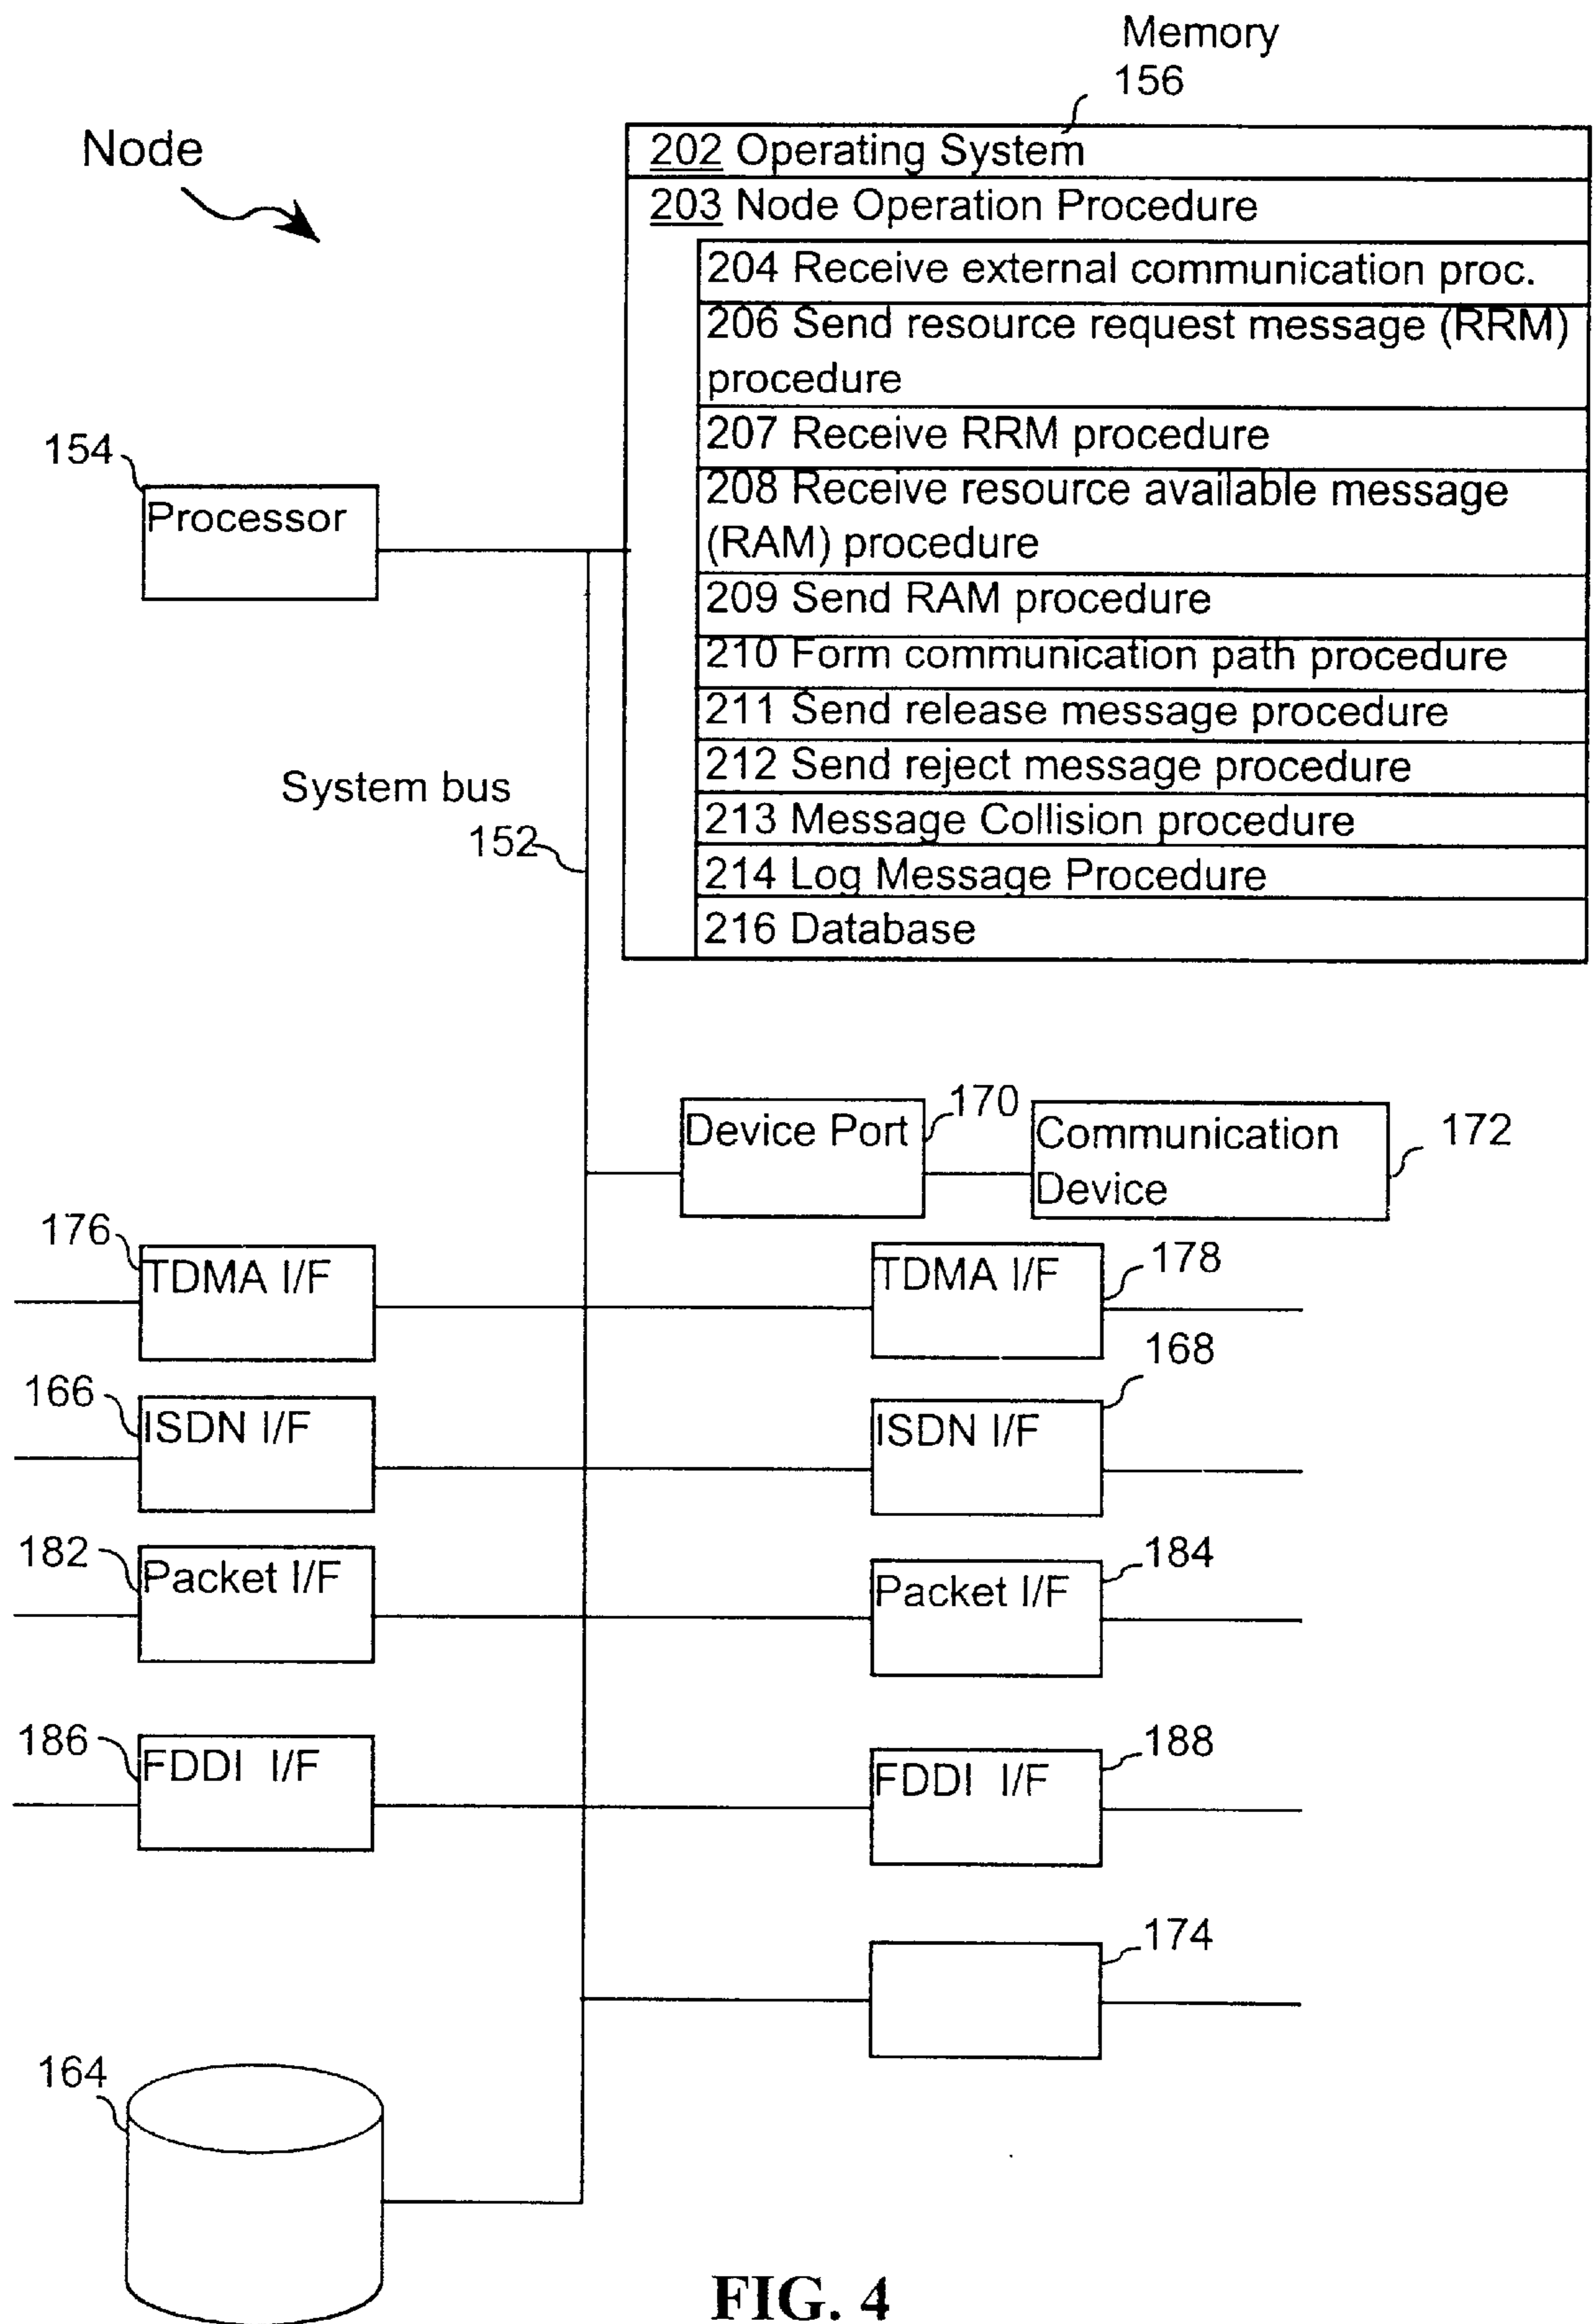 Memory
156
Node
202 Operating System
203 Node Operation Procedure
204 Receive external communication proc.
206 Send resource request message (RRM)
procedure
207 Receive RRM procedure
208 Receive resource available message
(RAM) procedure
209 Send RAM procedure
210 Form communication path procedure
211 Send release message procedure
212 Send reject message procedure
213 Message Collision procedure
214 Log Message Procedure
216 Database
154
Processor
System bus
152
Device Port
170
Communication
Device
172
176
TDMA I/F
TDMA I/F
178
166
ISDN I/F
ISDN I/F
168
182
Packet I/F
Packet I/F
184
186
FDDI I/F
FDDI I/F
188
174
164
FIG. 4